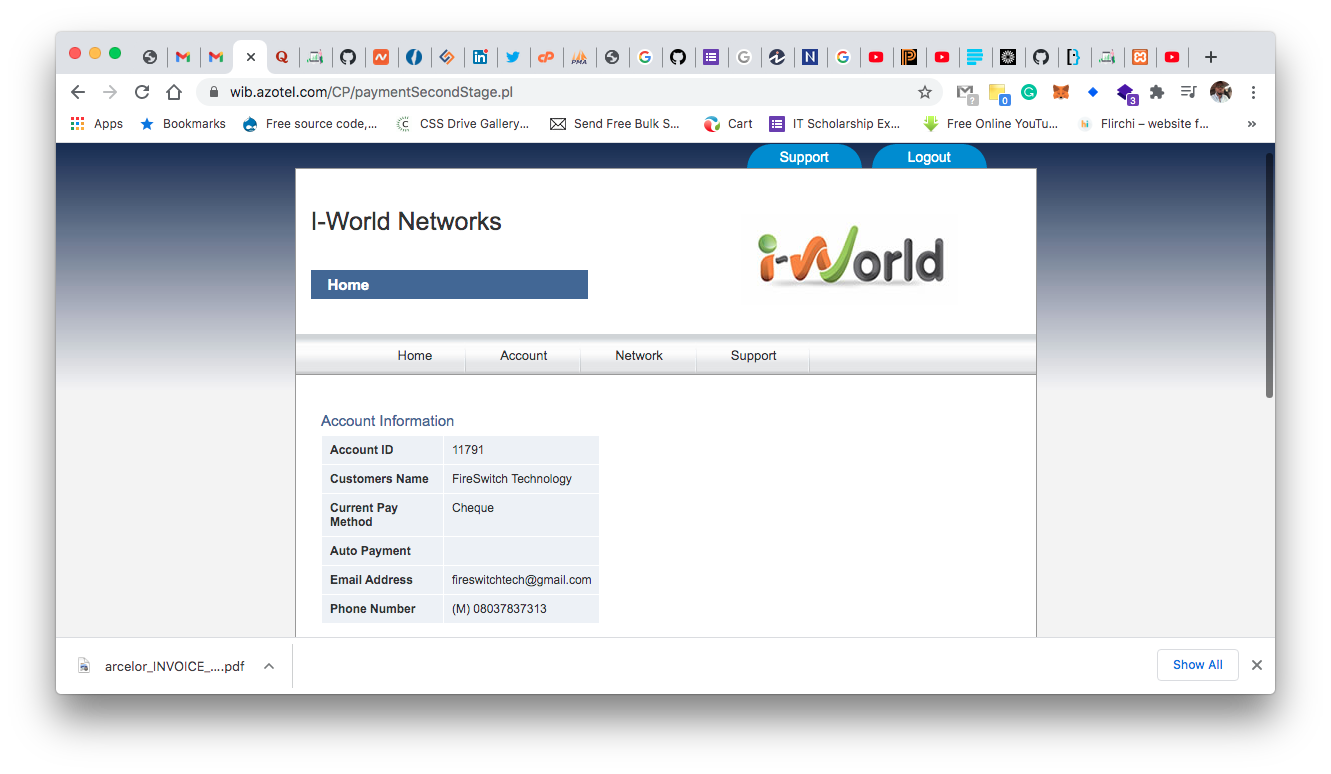 wib.azotel.com/CP/paymentSecondStage.pl
?
0
3
Apps
Bookmarks
Free source code,...
CSS Drive Gallery...
Send Free Bulk S...
Cart
IT Scholarship Ex...
Free Online YouTu...
Flirchi – website f...
»
Support
Logout
I-World Networks
i-World
Home
Home
Account
Network
Support
Account Information
Account ID 11791
Customers Name FireSwitch Technology
Current Pay Method Cheque
Auto Payment
Email Address fireswitchtech@gmail.com
Phone Number (M) 08037837313
arcelor_INVOICE_....pdf
Show All